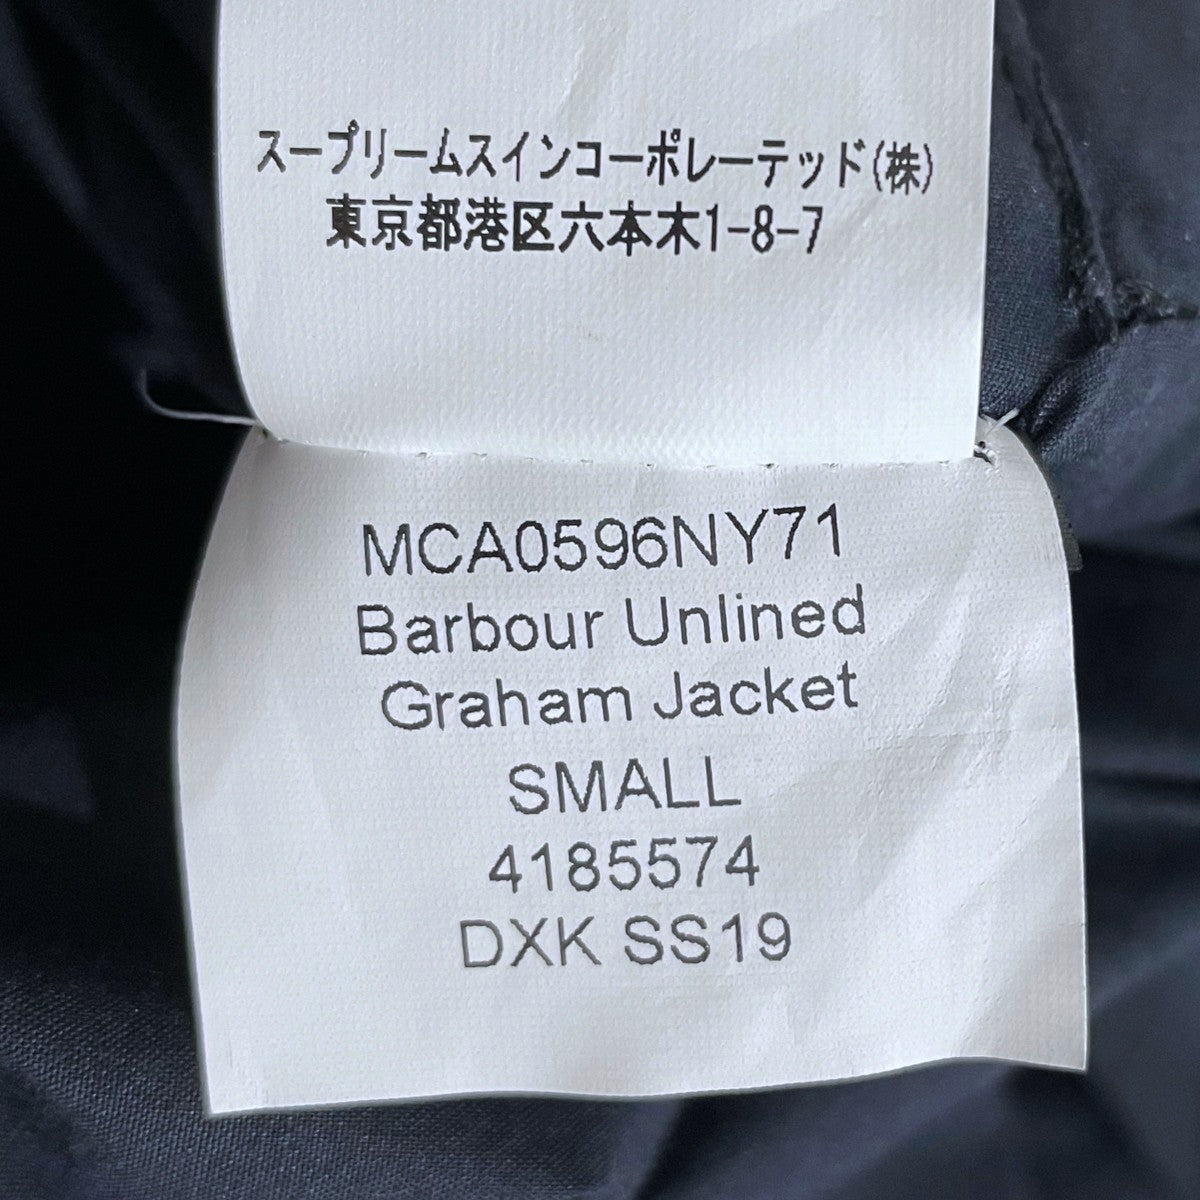 スープリームスインコーポレーテッド(株)
東京都港区六本木1-8-7
MCA0596NY71
Barbour Unlined
Graham Jacket
SMALL
4185574
DXK SS19